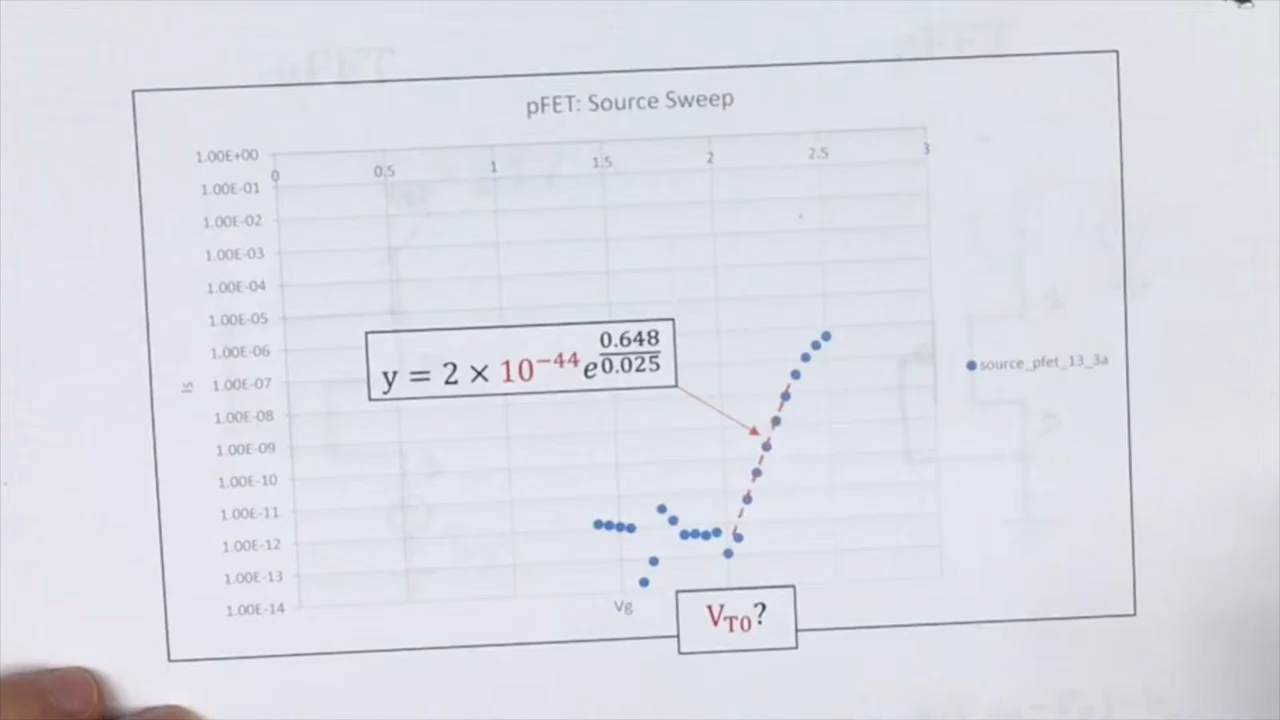 pFET: Source Sweep
1.00E+00
0 0.5 1 1.5 2 2.5 3
1.00E-01
1.00E-02
1.00E-03
1.00E-04
1.00E-05
1.00E-06
1.00E-07
1.00E-08
1.00E-09
1.00E-10
1.00E-11
1.00E-12
1.00E-13
1.00E-14
Is
y = 2 × 10⁻⁴⁴e^(0.648/0.025)
source_pfet_13_3a
Vg
V_T0?